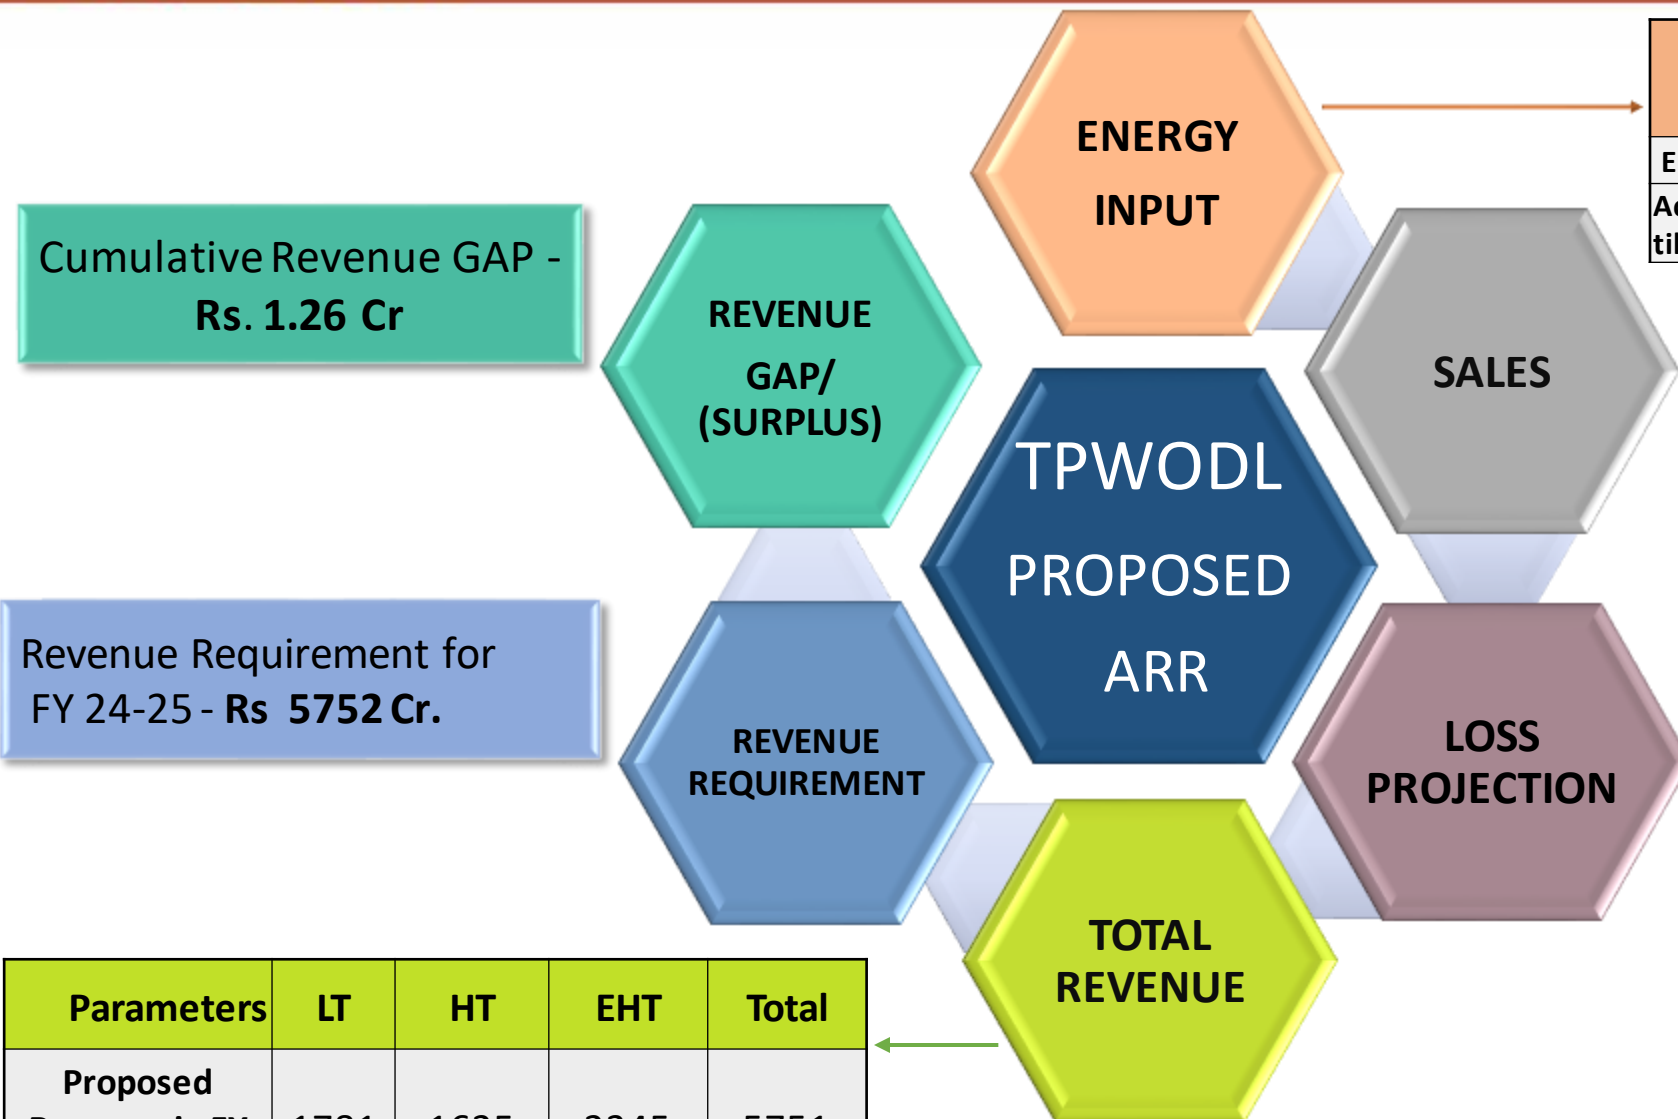 ENERGY
INPUT
Cumulative Revenue GAP -
Rs. 1.26 Cr
REVENUE
GAP/
(SURPLUS)
SALES
TPWODL
PROPOSED
ARR
Revenue Requirement for
FY 24-25 - Rs 5752 Cr.
REVENUE
REQUIREMENT
LOSS
PROJECTION
TOTAL
REVENUE
Parameters LT HT EHT Total
Proposed